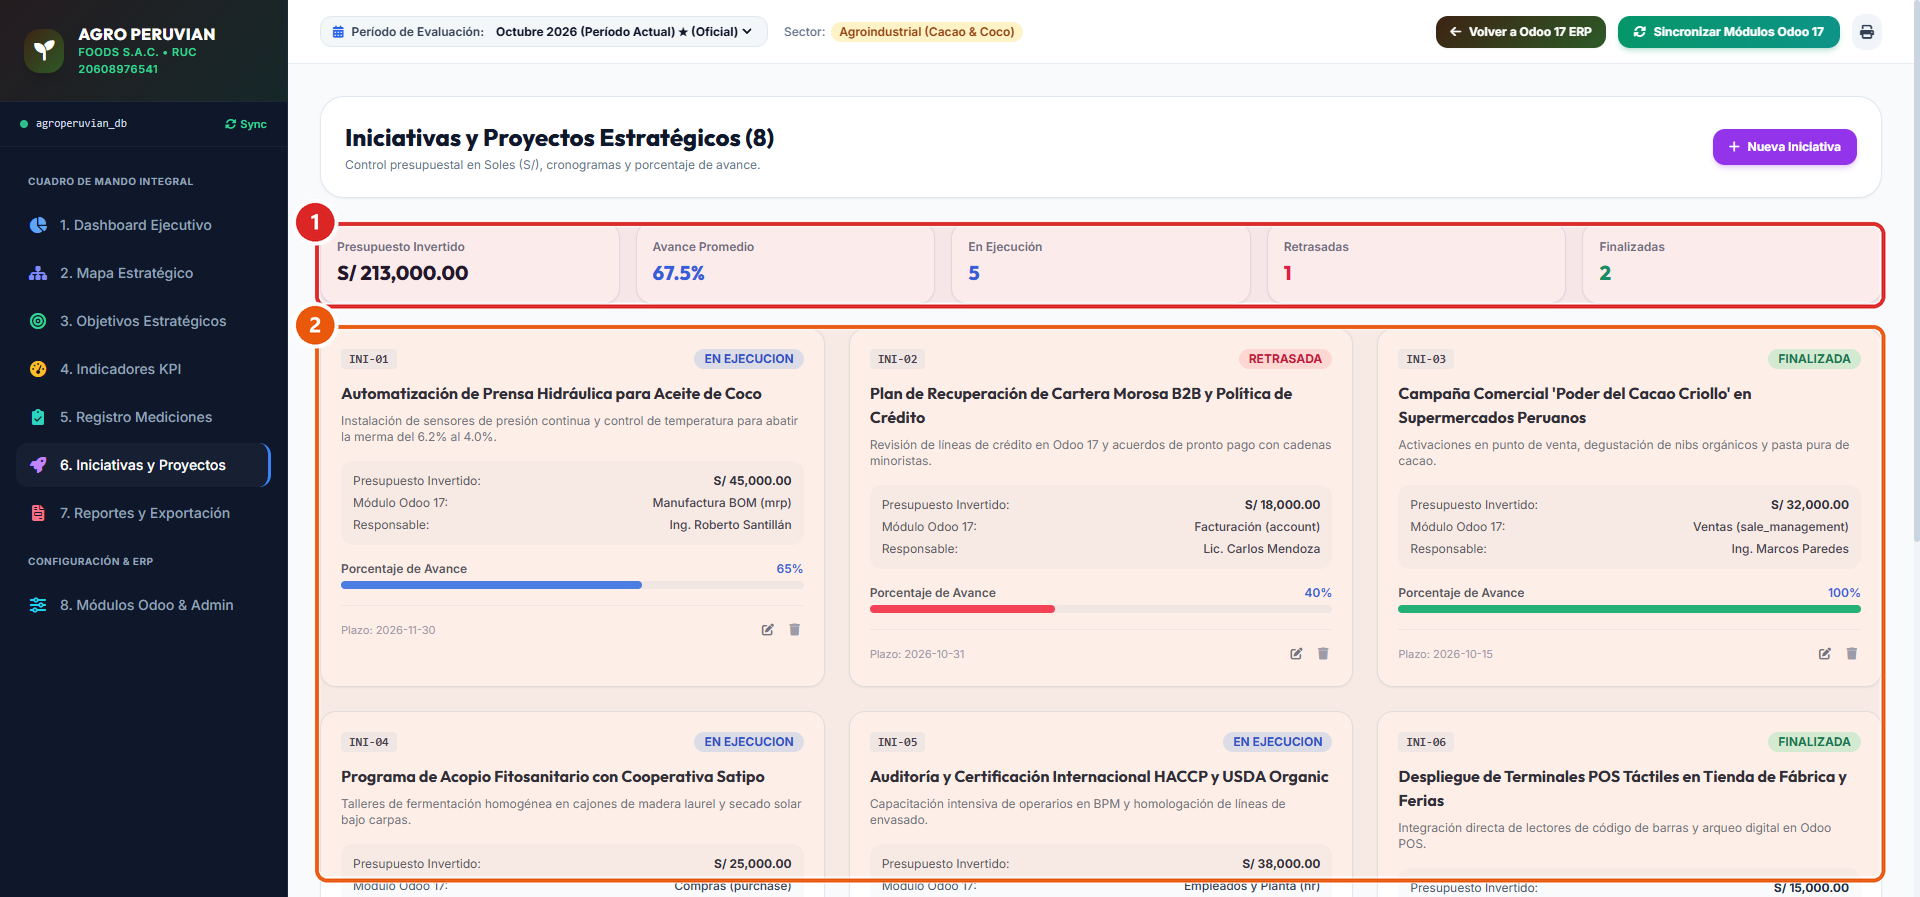 AGRO PERUVIAN
FOODS S.A.C. • RUC
20608976541
agroperuvian_db
Sync
CUADRO DE MANDO INTEGRAL
1. Dashboard Ejecutivo
2. Mapa Estratégico
3. Objetivos Estratégicos
4. Indicadores KPI
5. Registro Mediciones
6. Iniciativas y Proyectos
7. Reportes y Exportación
CONFIGURACIÓN & ERP
8. Módulos Odoo & Admin
Período de Evaluación: Octubre 2026 (Período Actual) ★ (Oficial)
Sector: Agroindustrial (Cacao & Coco)
← Volver a Odoo 17 ERP
Sincronizar Módulos Odoo 17
Iniciativas y Proyectos Estratégicos (8)
Control presupuestal en Soles (S/), cronogramas y porcentaje de avance.
+ Nueva Iniciativa
1
Presupuesto Invertido
S/ 213,000.00
Avance Promedio
67.5%
En Ejecución
5
Retrasadas
1
Finalizadas
2
2
INI-01
EN EJECUCION
Automatización de Prensa Hidráulica para Aceite de Coco
Instalación de sensores de presión continua y control de temperatura para abatir
la merma del 6.2% al 4.0%.
Presupuesto Invertido: S/ 45,000.00
Módulo Odoo 17: Manufactura BOM (mrp)
Responsable: Ing. Roberto Santillán
Porcentaje de Avance 65%
Plazo: 2026-11-30
INI-02
RETRASADA
Plan de Recuperación de Cartera Morosa B2B y Política de
Crédito
Revisión de líneas de crédito en Odoo 17 y acuerdos de pronto pago con cadenas
minoristas.
Presupuesto Invertido: S/ 18,000.00
Módulo Odoo 17: Facturación (account)
Responsable: Lic. Carlos Mendoza
Porcentaje de Avance 40%
Plazo: 2026-10-31
INI-03
FINALIZADA
Campaña Comercial 'Poder del Cacao Criollo' en
Supermercados Peruanos
Activaciones en punto de venta, degustación de nibs orgánicos y pasta pura de
cacao.
Presupuesto Invertido: S/ 32,000.00
Módulo Odoo 17: Ventas (sale_management)
Responsable: Ing. Marcos Paredes
Porcentaje de Avance 100%
Plazo: 2026-10-15
INI-04
EN EJECUCION
Programa de Acopio Fitosanitario con Cooperativa Satipo
Talleres de fermentación homogénea en cajones de madera laurel y secado solar
bajo carpas.
Presupuesto Invertido: S/ 25,000.00
Módulo Odoo 17: Compras (purchase)
INI-05
EN EJECUCION
Auditoría y Certificación Internacional HACCP y USDA Organic
Capacitación intensiva de operarios en BPM y homologación de líneas de
envasado.
Presupuesto Invertido: S/ 38,000.00
Módulo Odoo 17: Empleados y Planta (hr)
INI-06
FINALIZADA
Despliegue de Terminales POS Táctiles en Tienda de Fábrica y
Ferias
Integración directa de lectores de código de barras y arqueo digital en Odoo
POS.
Presupuesto Invertido: S/ 15,000.00